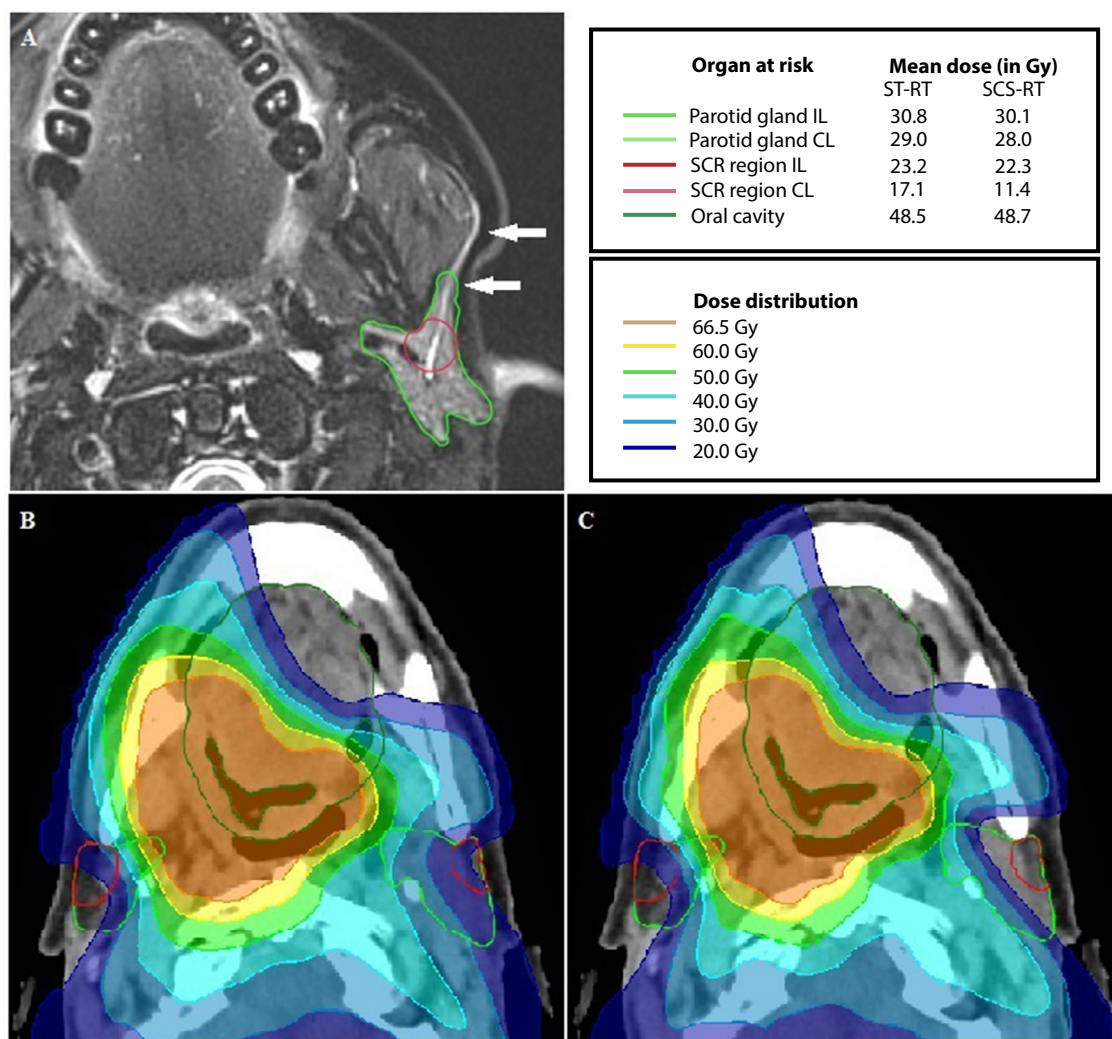 A
Organ at risk Mean dose (in Gy)
ST-RT SCS-RT
Parotid gland IL 30.8 30.1
Parotid gland CL 29.0 28.0
SCR region IL 23.2 22.3
SCR region CL 17.1 11.4
Oral cavity 48.5 48.7
Dose distribution
66.5 Gy
60.0 Gy
50.0 Gy
40.0 Gy
30.0 Gy
20.0 Gy
B
C